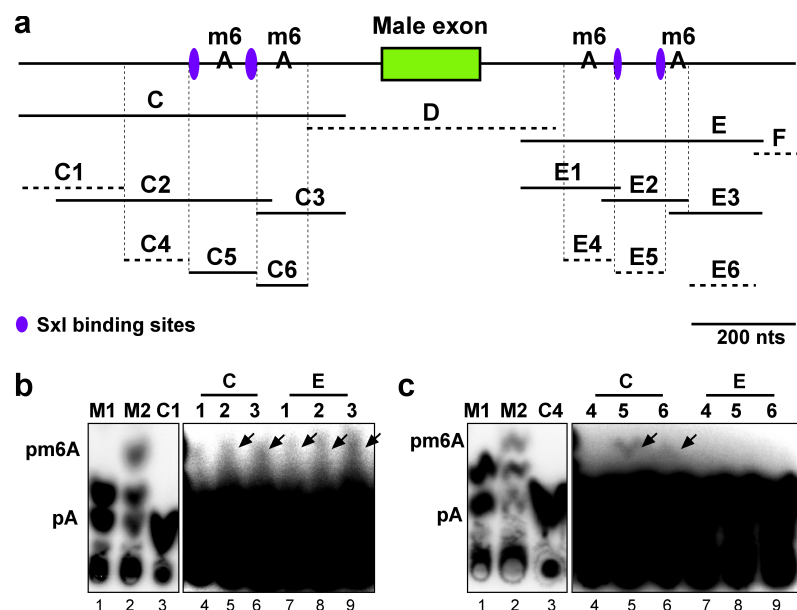 a
m6 m6 Male exon m6 m6
A A A A
C
D
E
F
C1 C2 C3 E1 E2 E3
C4 C5 C6 E4 E5 E6
Sxl binding sites
200 nts
b
C E
M1 M2 C1 1 2 3 1 2 3
pm6A
pA
1 2 3 4 5 6 7 8 9
c
C E
M1 M2 C4 4 5 6 4 5 6
pm6A
pA
1 2 3 4 5 6 7 8 9